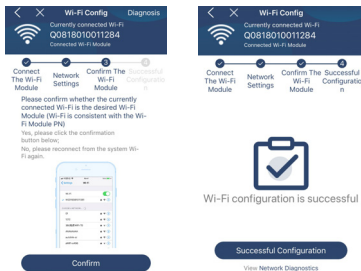 Wi-Fi Config
Diagnosis
Currently connected Wi-Fi
Q0818010011284
Connected Wi-Fi Module
Connect
The Wi-Fi
Module
Network
Settings
3
Confirm The
Wi-Fi
Module
4
Successful
Configuratio
n
Please confirm whether the currently
connected Wi-Fi is the desired Wi-Fi
Module (Wi-Fi is consistent with the Wi-
Fi Module PN)
Yes, please click the confirmation
button below;
No, please reconnect from the system Wi-
Fi again.
Confirm
Wi-Fi Config
Currently connected Wi-Fi
Q0818010011284
Connected Wi-Fi Module
Connect
The Wi-Fi
Module
Network
Settings
Confirm The
Wi-Fi
Module
4
Successful
Configuratio
n
Wi-Fi configuration is successful
Successful Configuration
View Network Diagnostics